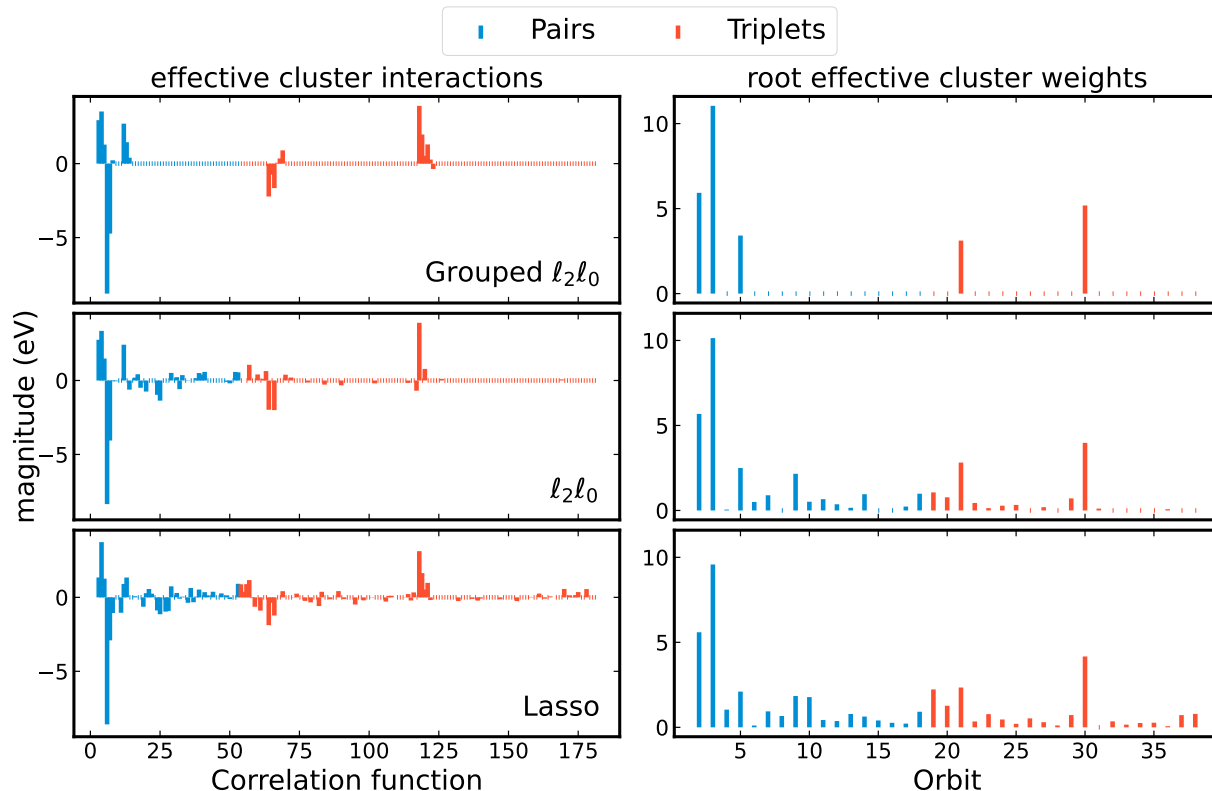 Pairs Triplets
effective cluster interactions root effective cluster weights
0
−5
Grouped ℓ₂ℓ₀
10
5
0
magnitude (eV)
0
−5
ℓ₂ℓ₀
10
5
0
0
−5
Lasso
10
5
0
0 25 50 75 100 125 150 175
5 10 15 20 25 30 35
Correlation function Orbit